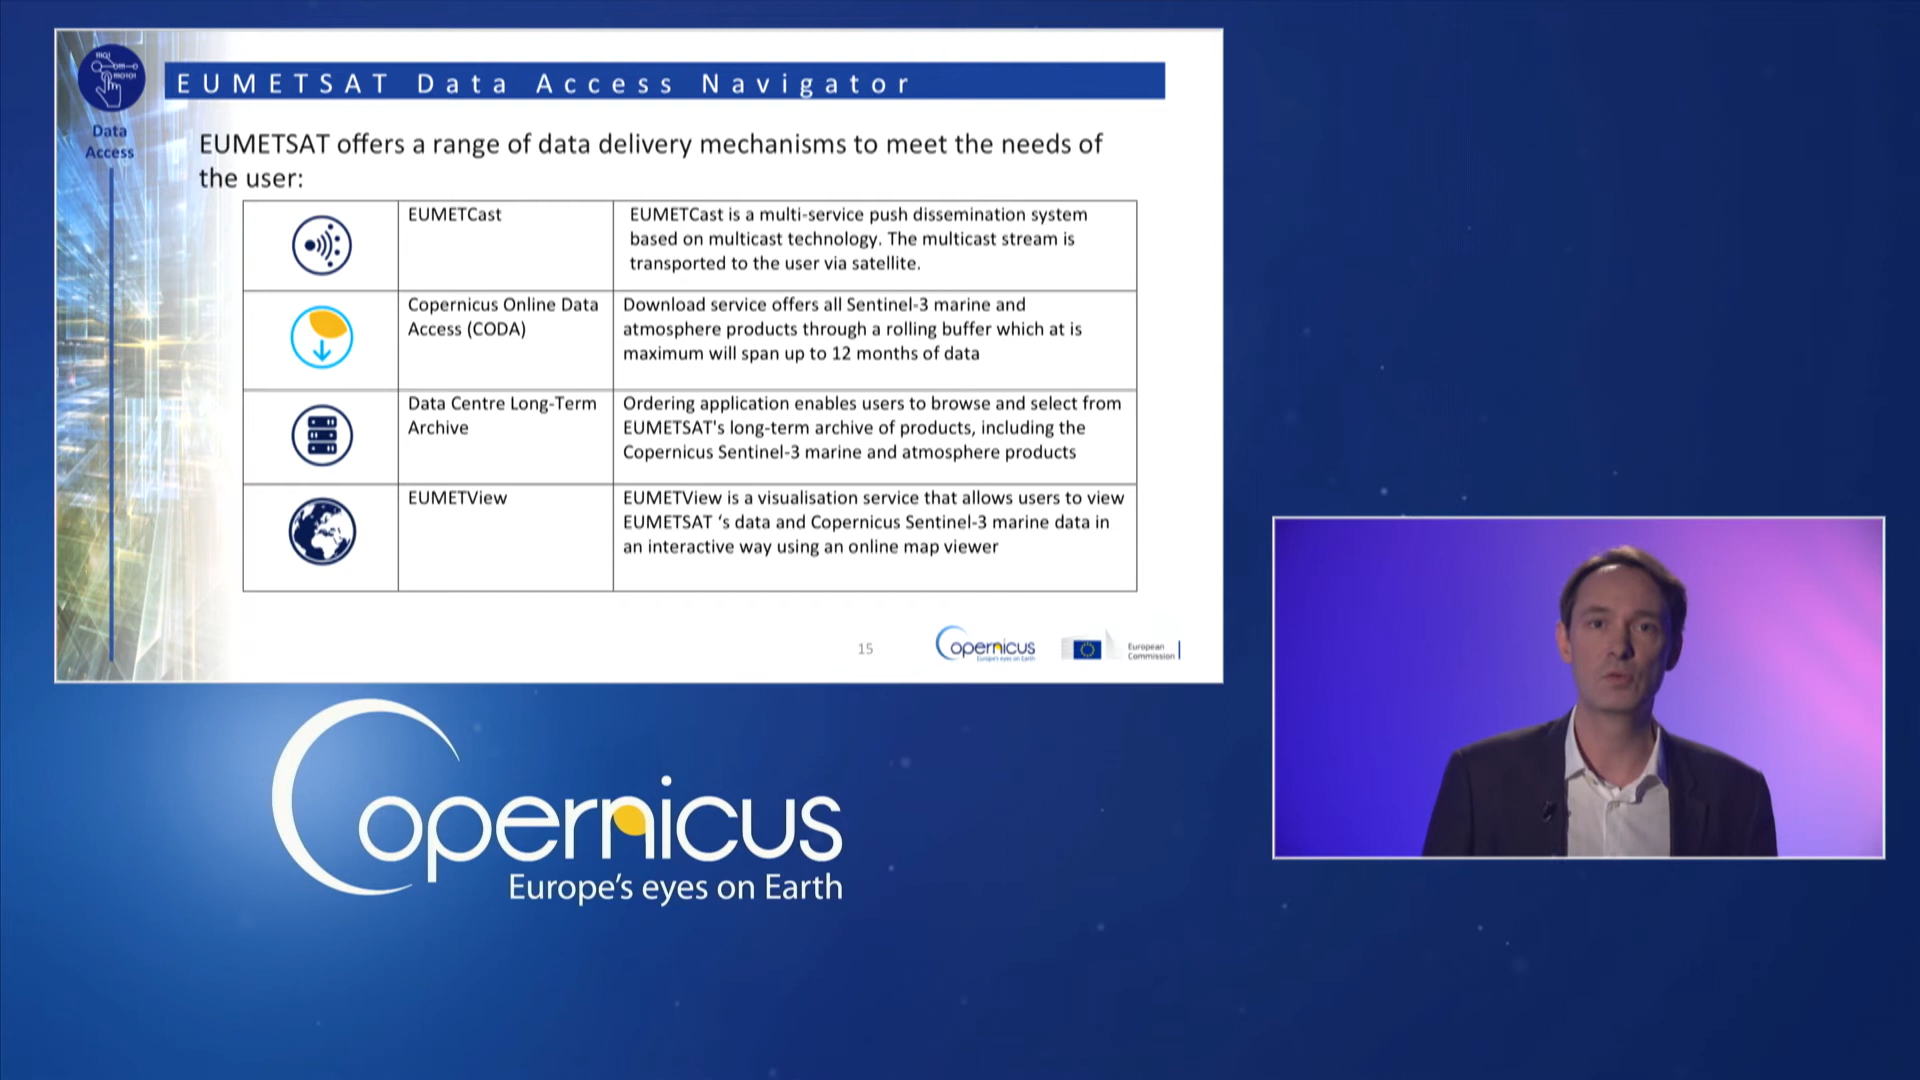 EUMETSAT Data Access Navigator
Data
Access
EUMETSAT offers a range of data delivery mechanisms to meet the needs of
the user:
EUMETCast
EUMETCast is a multi-service push dissemination system
based on multicast technology. The multicast stream is
transported to the user via satellite.
Copernicus Online Data
Access (CODA)
Download service offers all Sentinel-3 marine and
atmosphere products through a rolling buffer which at is
maximum will span up to 12 months of data
Data Centre Long-Term
Archive
Ordering application enables users to browse and select from
EUMETSAT's long-term archive of products, including the
Copernicus Sentinel-3 marine and atmosphere products
EUMETView
EUMETView is a visualisation service that allows users to view
EUMETSAT ‘s data and Copernicus Sentinel-3 marine data in
an interactive way using an online map viewer
15
Copernicus
Europe's eyes on Earth
European
Commission
Copernicus
Europe's eyes on Earth